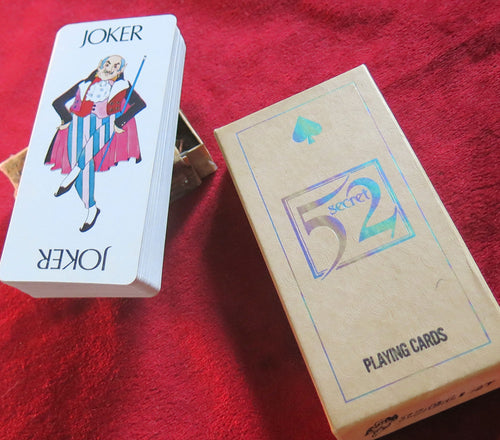 JOKER
JOKER
52
secret
PLAYING CARDS